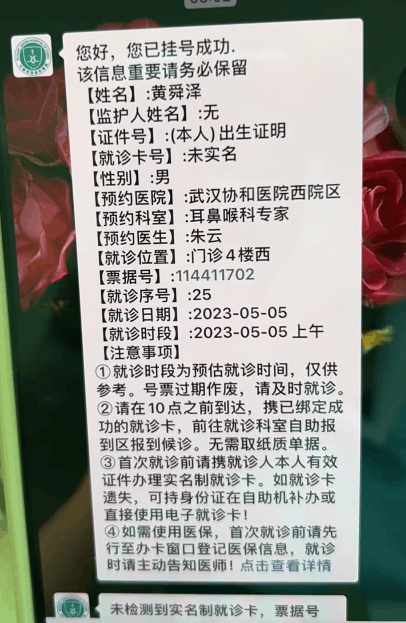 您好，您已挂号成功.
该信息重要请务必保留
【姓名】:黄舜泽
【监护人姓名】:无
【证件号】:(本人)出生证明
【就诊卡号】:未实名
【性别】:男
【预约医院】:武汉协和医院西院区
【预约科室】:耳鼻喉科专家
【预约医生】:朱云
【就诊位置】:门诊4楼西
【票据号】:114411702
【就诊序号】:25
【就诊日期】:2023-05-05
【就诊时段】:2023-05-05 上午
【注意事项】
①就诊时段为预估就诊时间，仅供
参考。号票过期作废，请及时就诊。
②请在10点之前到达，携已绑定成
功的就诊卡，前往就诊科室自助报
到区报到候诊。无需取纸质单据。
③首次就诊前请携就诊人本人有效
证件办理实名制就诊卡。如就诊卡
遗失，可持身份证在自助机补办或
直接使用电子就诊卡！
④如需使用医保，首次就诊前请先
行至办卡窗口登记医保信息，就诊
时请主动告知医师！点击查看详情
未检测到实名制就诊卡，票据号